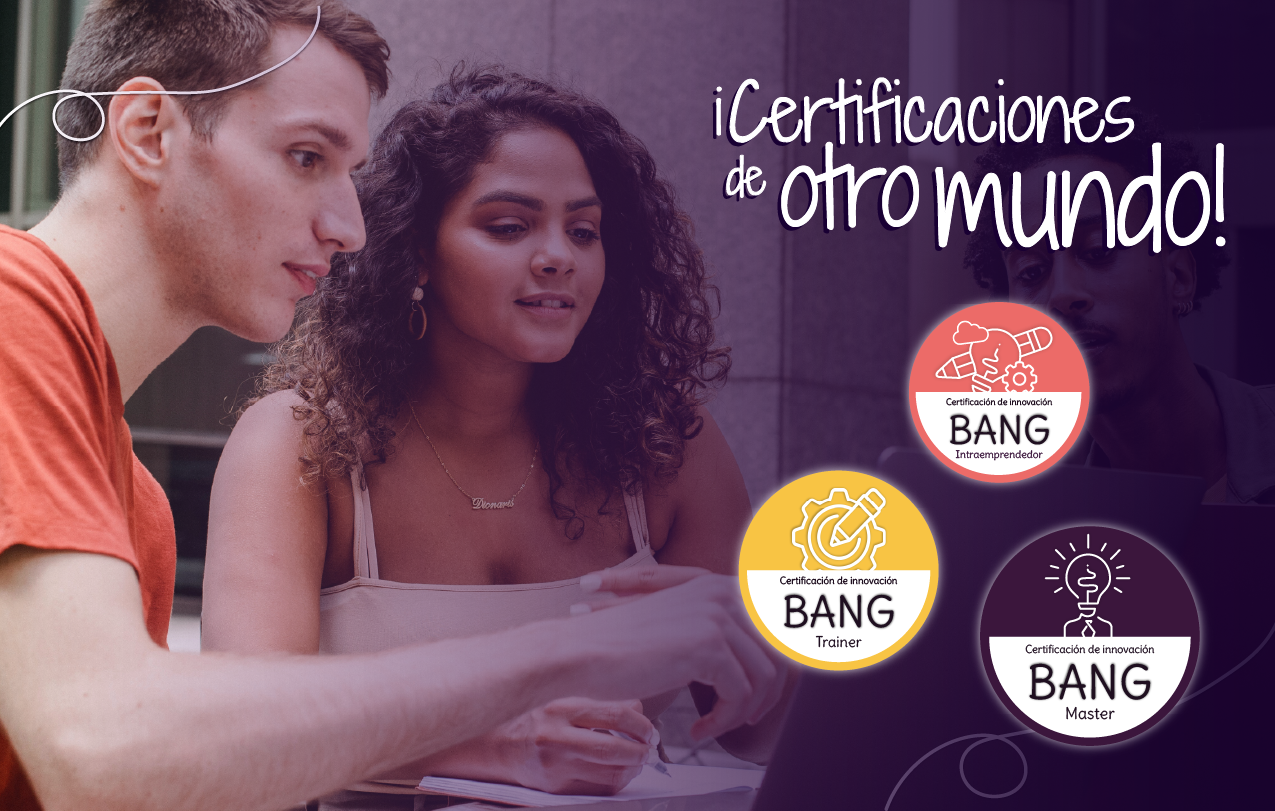 ¡Certificaciones
de otro mundo!
Certificación de innovación
BANG
Intraemprendedor
Certificación de innovación
BANG
Trainer
Certificación de innovación
BANG
Master
Dionaris